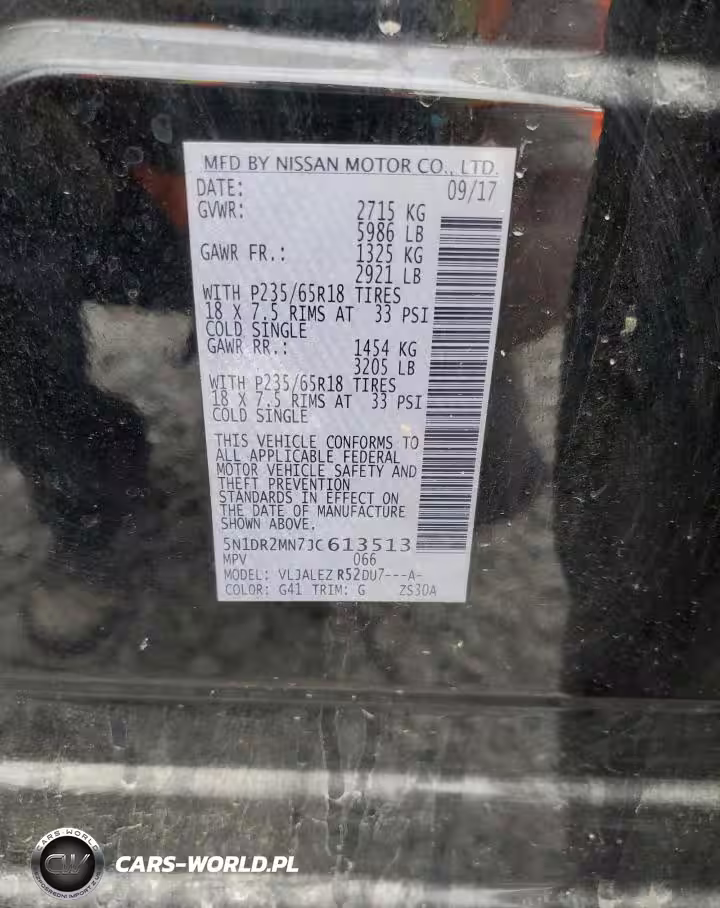 MFD BY NISSAN MOTOR CO., LTD.
DATE: 09/17
GVWR: 2715 KG
5986 LB
GAWR FR.: 1325 KG
2921 LB
WITH P235/65R18 TIRES
18 X 7.5 RIMS AT 33 PSI
COLD SINGLE
GAWR RR.: 1454 KG
3205 LB
WITH P235/65R18 TIRES
18 X 7.5 RIMS AT 33 PSI
COLD SINGLE
THIS VEHICLE CONFORMS TO
ALL APPLICABLE FEDERAL
MOTOR VEHICLE SAFETY AND
THEFT PREVENTION
STANDARDS IN EFFECT ON
THE DATE OF MANUFACTURE
SHOWN ABOVE.
5N1DR2MN7JC613513
MPV 066
MODEL: VLJALEZ R52DU7---A-
COLOR: G41 TRIM: G ZS30A
CARS-WORLD
CW
CARS-WORLD.PL